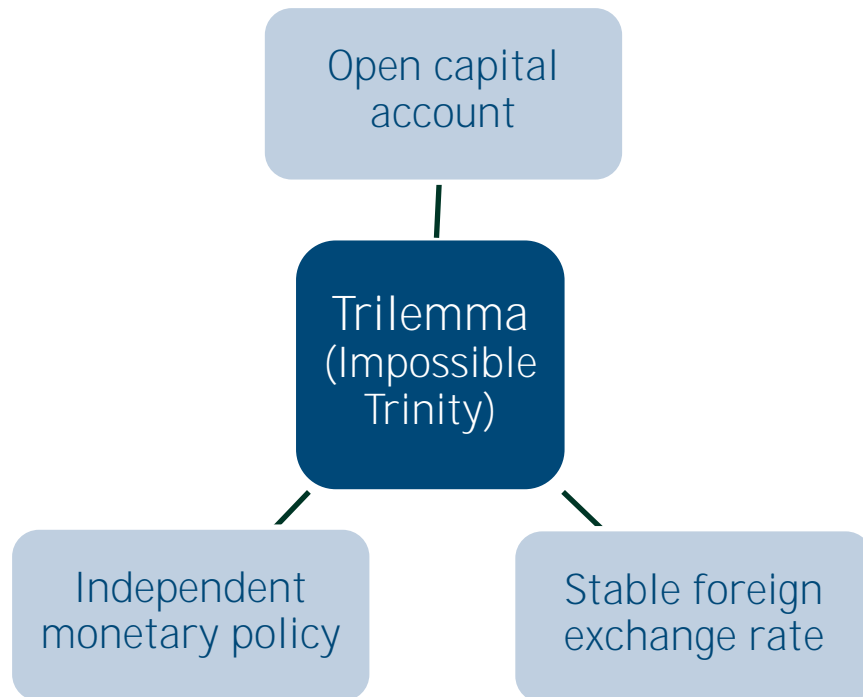 Open capital
account
Trilemma
(Impossible
Trinity)
Independent
monetary policy
Stable foreign
exchange rate